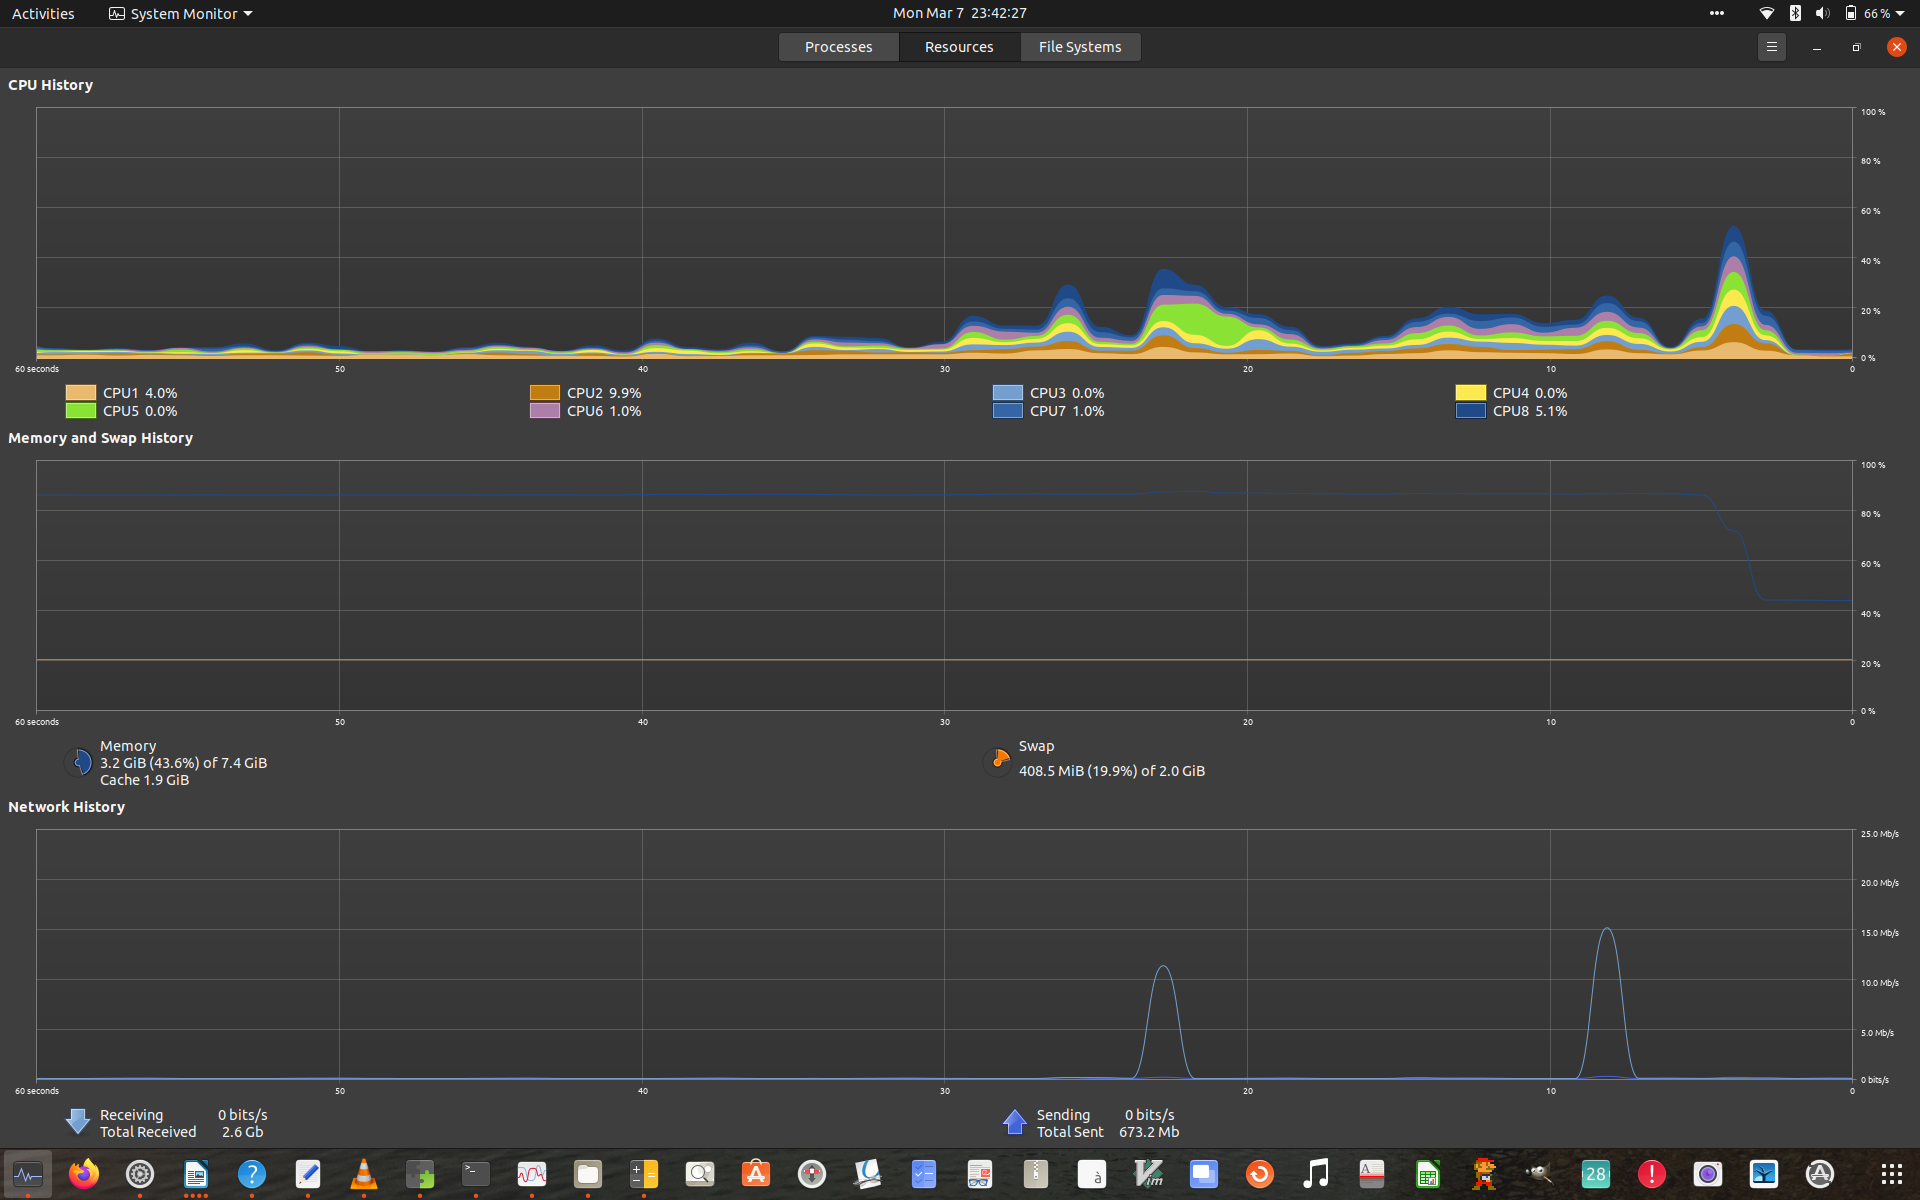 Activities System Monitor Mon Mar 7 23:42:27 66 %
Processes Resources File Systems
CPU History
100 %
80 %
60 %
40 %
20 %
0 %
60 seconds 50 40 30 20 10 0
CPU1 4.0% CPU2 9.9% CPU3 0.0% CPU4 0.0%
CPU5 0.0% CPU6 1.0% CPU7 1.0% CPU8 5.1%
Memory and Swap History
100 %
80 %
60 %
40 %
20 %
0 %
60 seconds 50 40 30 20 10 0
Memory
3.2 GiB (43.6%) of 7.4 GiB
Cache 1.9 GiB
Swap
408.5 MiB (19.9%) of 2.0 GiB
Network History
25.0 Mb/s
20.0 Mb/s
15.0 Mb/s
10.0 Mb/s
5.0 Mb/s
0 bits/s
60 seconds 50 40 30 20 10 0
Receiving 0 bits/s
Total Received 2.6 Gb
Sending 0 bits/s
Total Sent 673.2 Mb
? >_ à Vim A 28 !